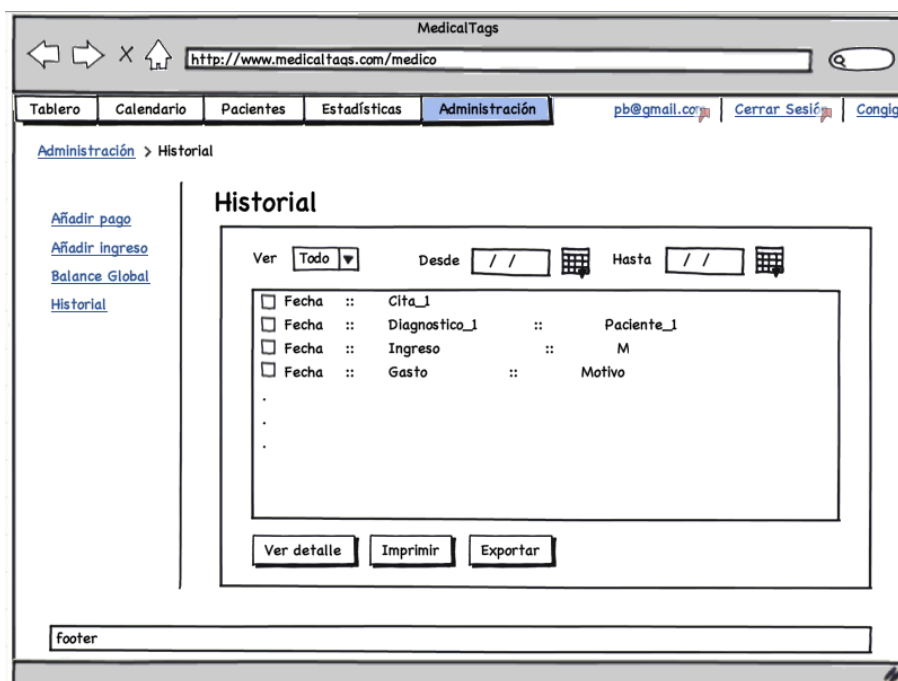 MedicalTags
http://www.medicaltags.com/medico
Tablero Calendario Pacientes Estadísticas Administración pb@gmail.com Cerrar Sesión Congig
Administración > Historial
Historial
Añadir pago
Añadir ingreso
Balance Global
Historial
Ver Todo Desde / / Hasta / /
Fecha :: Cita_1
Fecha :: Diagnostico_1 :: Paciente_1
Fecha :: Ingreso :: M
Fecha :: Gasto :: Motivo
.
.
.
Ver detalle Imprimir Exportar
footer